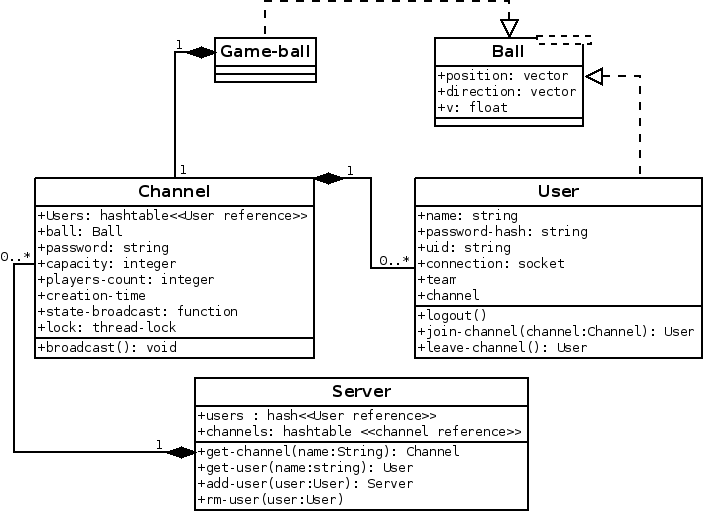 Game-ball
1
1
Ball
+position: vector
+direction: vector
+v: float
Channel
+Users: hashtable<<User reference>>
+ball: Ball
+password: string
+capacity: integer
+players-count: integer
+creation-time
+state-broadcast: function
+lock: thread-lock
+broadcast(): void
1
0..*
User
+name: string
+password-hash: string
+uid: string
+connection: socket
+team
+channel
+logout()
+join-channel(channel:Channel): User
+leave-channel(): User
0..*
1
Server
+users : hash<<User reference>>
+channels: hashtable <<channel reference>>
+get-channel(name:String): Channel
+get-user(name:string): User
+add-user(user:User): Server
+rm-user(user:User)